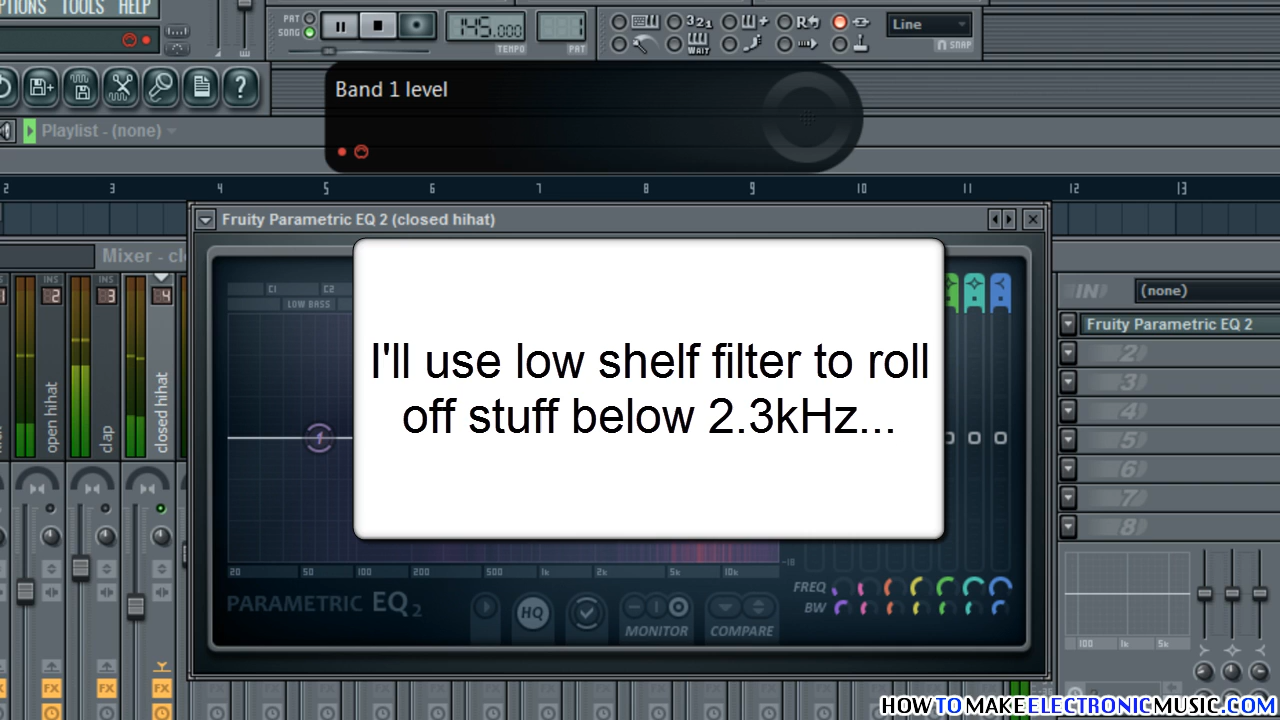 OPTIONS TOOLS HELP
PAT
SONG
145.000
TEMPO
1
PAT
321
WAIT
R
Line
SNAP
Band 1 level
?
Playlist - (none)
2 3 4 5 6 7 8 9 10 11 12 13
Fruity Parametric EQ 2 (closed hihat)
Mixer - cl
INS INS
2 3 4
C1 C2
LOW BASS
IN (none)
Fruity Parametric EQ 2
2
3
4
5
6
7
8
I'll use low shelf filter to roll
off stuff below 2.3kHz...
1
open hihat
clap
closed hihat
-18
20 50 100 200 500 1k 2k 5k 10k
PARAMETRIC EQ 2
HQ
MONITOR
COMPARE
FREQ
BW
100 1k 5k
FX FX FX
HOWTOMAKEELECTRONICMUSIC.COM